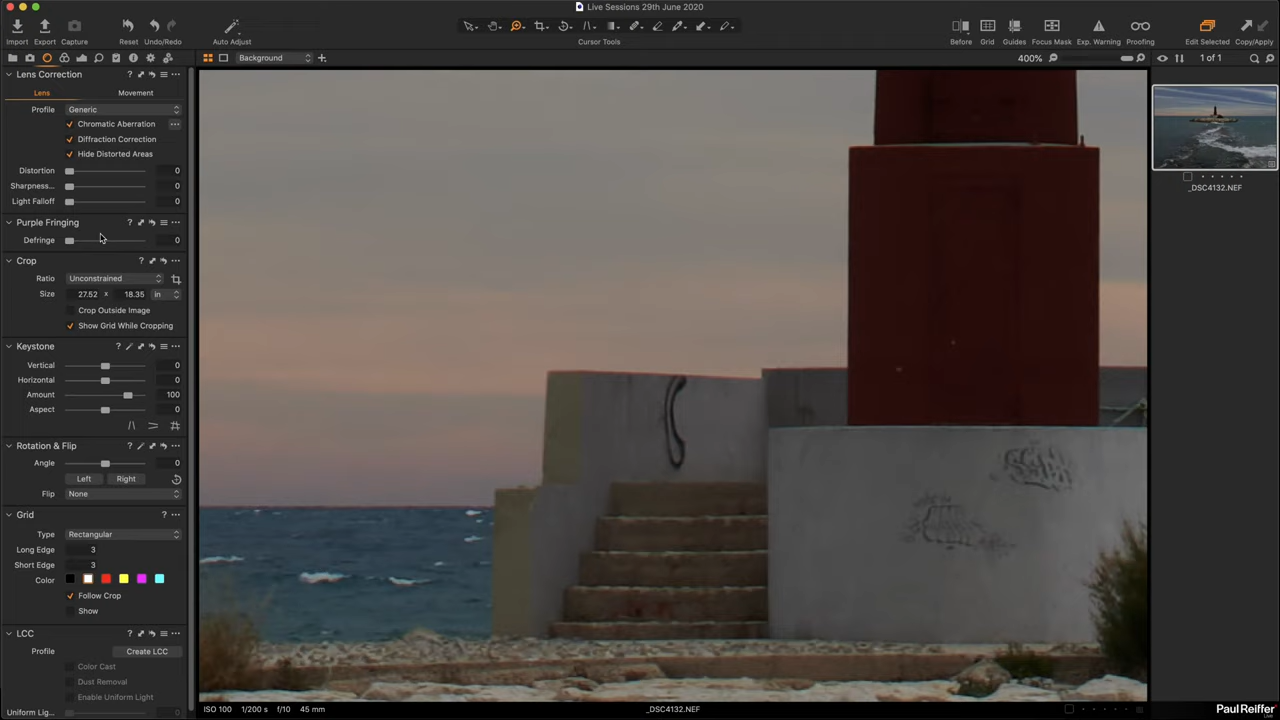 Live Sessions 29th June 2020
Import Export Capture Reset Undo/Redo Auto Adjust Cursor Tools Before Grid Guides Focus Mask Exp. Warning Proofing Edit Selected Copy/Apply
Background 400% 1 of 1
Lens Correction ? ...
Lens Movement
Profile Generic
Chromatic Aberration ...
Diffraction Correction
Hide Distorted Areas
Distortion 0
Sharpness... 0
Light Falloff 0
_DSC4132.NEF
Purple Fringing ? ...
Defringe 0
Crop ? ...
Ratio Unconstrained
Size 27.52 x 18.35 in
Crop Outside Image
Show Grid While Cropping
Keystone ? ...
Vertical 0
Horizontal 0
Amount 100
Aspect 0
Rotation & Flip ? ...
Angle 0
Left Right
Flip None
Grid ? ...
Type Rectangular
Long Edge 3
Short Edge 3
Color
Follow Crop
Show
LCC ? ...
Profile Create LCC
Color Cast
Dust Removal
Enable Uniform Light
Uniform Lig... 0
ISO 100 1/200 s f/10 45 mm _DSC4132.NEF
Paul Reiffer Live